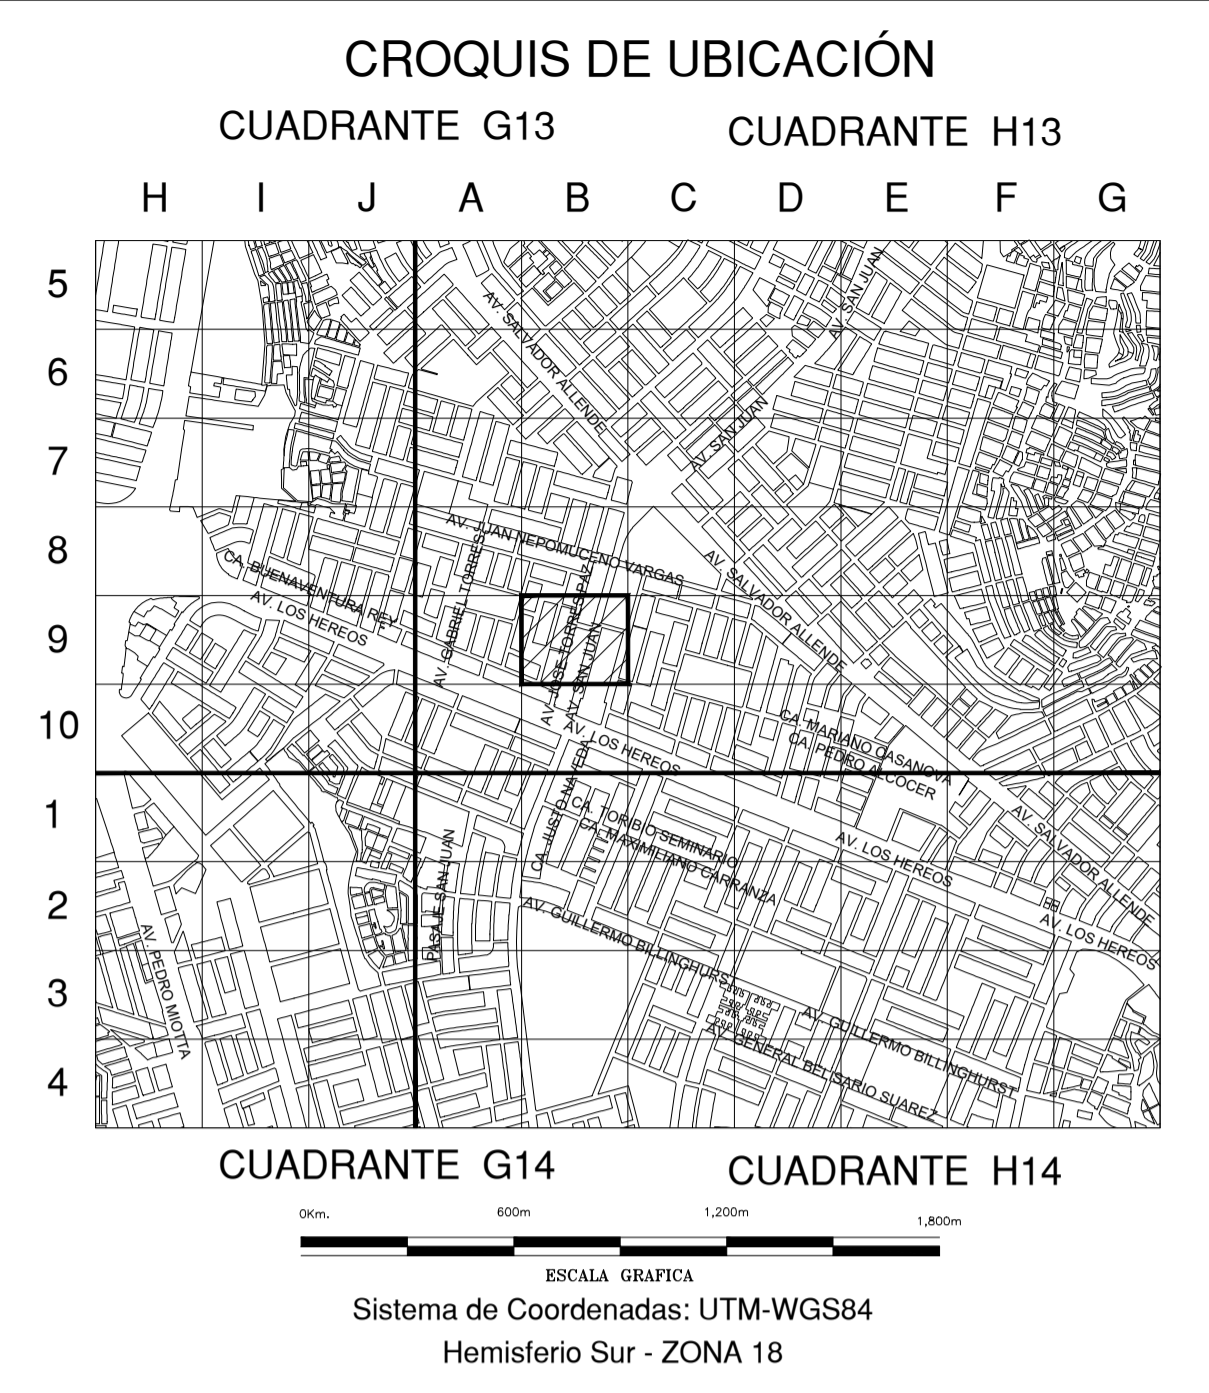 CROQUIS DE UBICACIÓN
CUADRANTE G13
CUADRANTE H13
H I J A B C D E F G
5
6
7
8
9
10
1
2
3
4
AV. SALVADOR ALLENDE
AV. SAN JUAN
AV. SAN JUAN
AV. JUAN NEPOMUCENO VARGAS
AV. SALVADOR ALLENDE
CA. BUENAVENTURA REY
AV. LOS HEREOS
AV. GABRIEL TORRES
AV. JOSE TORRES PAZ
AV. SAN JUAN
AV. LOS HEREOS
CA. MARIANO CASANOVA
CA. PEDRO ALCOCER
CA. JUSTO NAVEDA
CA. TORIBIO SEMINARIO
CA. MAXIMILIANO CARRANZA
AV. LOS HEREOS
AV. SALVADOR ALLENDE
PASAJE SAN JUAN
AV. GUILLERMO BILLINGHURST
AV. LOS HEREOS
AV. PEDRO MIOTTA
AV. GUILLERMO BILLINGHURST
AV. GENERAL BELISARIO SUAREZ
CUADRANTE G14
CUADRANTE H14
0Km. 600m 1,200m 1,800m
ESCALA GRAFICA
Sistema de Coordenadas: UTM-WGS84
Hemisferio Sur - ZONA 18